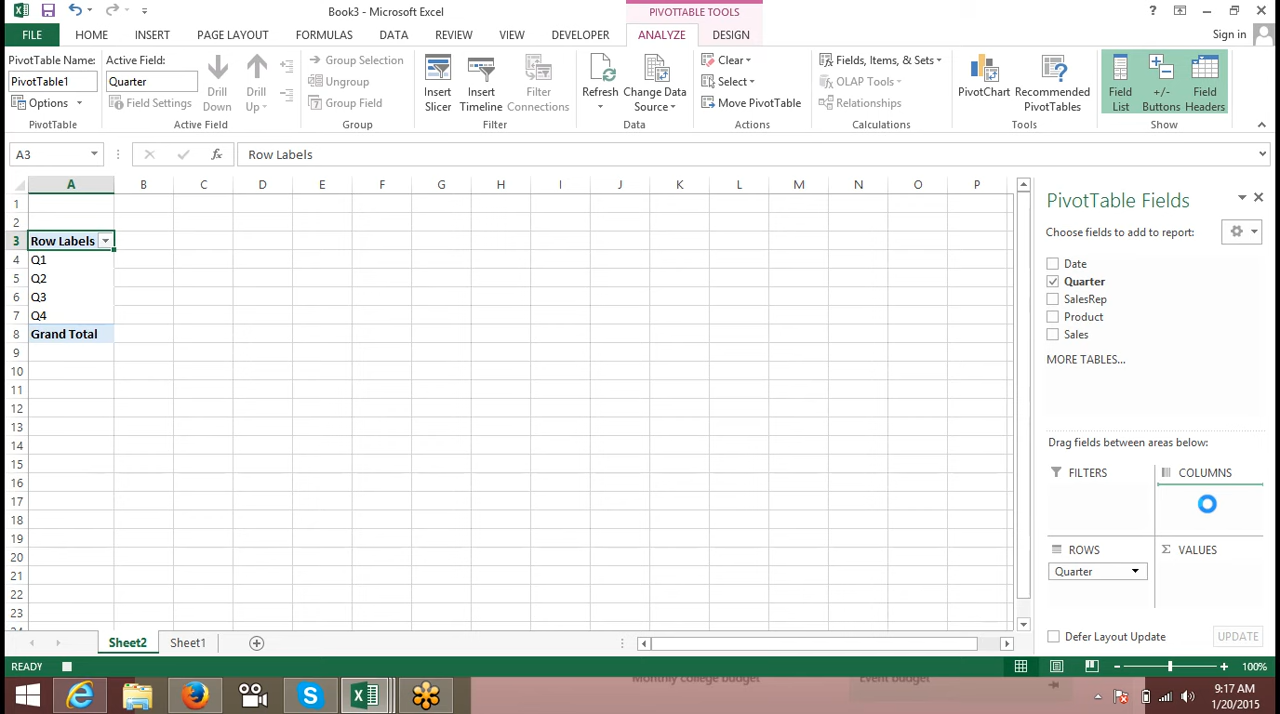 Book3 - Microsoft Excel
PIVOTTABLE TOOLS
?
FILE HOME INSERT PAGE LAYOUT FORMULAS DATA REVIEW VIEW DEVELOPER ANALYZE DESIGN
Sign in
PivotTable Name:
PivotTable1
Options
PivotTable
Active Field:
Quarter
Field Settings
Drill Down
Drill Up
Active Field
Group Selection
Ungroup
Group Field
Group
Insert Slicer
Insert Timeline
Filter Connections
Filter
Refresh
Change Data Source
Data
Clear
Select
Move PivotTable
Actions
Fields, Items, & Sets
OLAP Tools
Relationships
Calculations
PivotChart
Recommended PivotTables
Tools
Field List
+/- Buttons
Field Headers
Show
A3
fx
Row Labels
A B C D E F G H I J K L M N O P
1
2
3 Row Labels
4 Q1
5 Q2
6 Q3
7 Q4
8 Grand Total
9
10
11
12
13
14
15
16
17
18
19
20
21
22
23
PivotTable Fields
Choose fields to add to report:
Date
Quarter
SalesRep
Product
Sales
MORE TABLES...
Drag fields between areas below:
FILTERS
COLUMNS
ROWS
Σ VALUES
Quarter
Defer Layout Update
UPDATE
Sheet2 Sheet1
READY
100%
Monthly college budget
Event budget
9:17 AM
1/20/2015